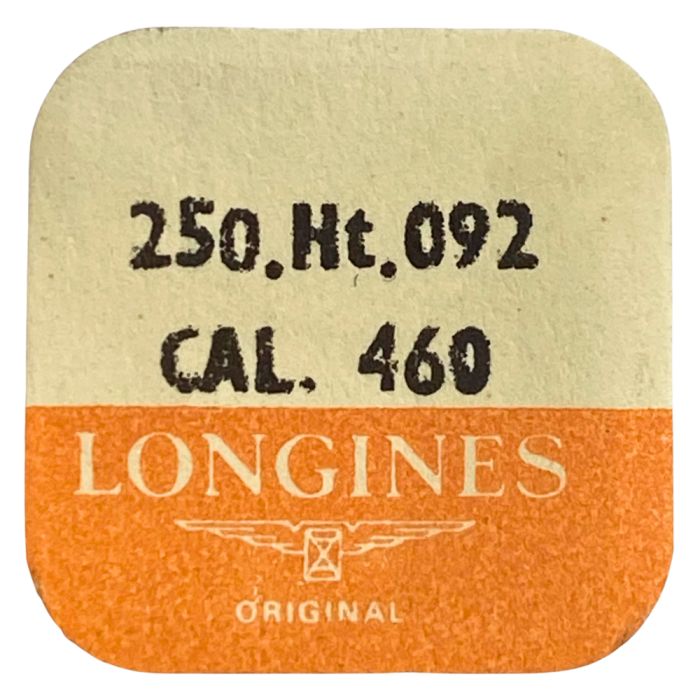 250.Ht.092
CAL. 460
LONGINES
ORIGINAL